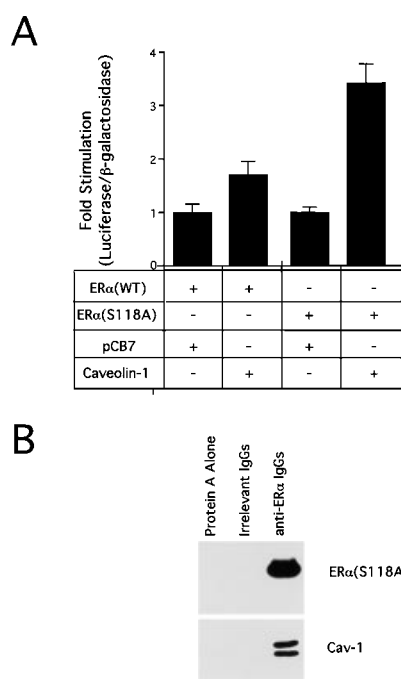 A
Fold Stimulation
(Luciferase/β-galactosidase)
4
3
2
1
0
ERα(WT) + + - -
ERα(S118A) - - + +
pCB7 + - + -
Caveolin-1 - + - +
B
Protein A Alone
Irrelevant IgGs
anti-ERα IgGs
ERα(S118A
Cav-1